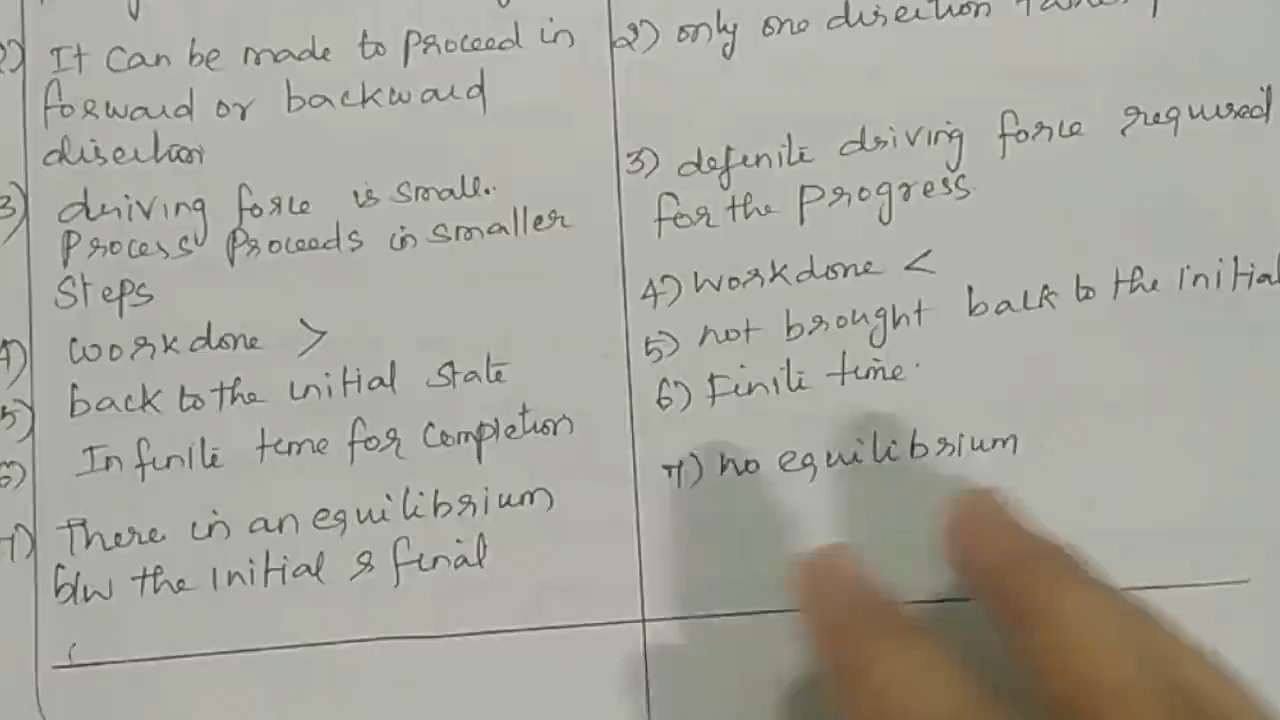 2) It can be made to proceed in
forward or backward
direction
3) driving force is small.
Process Proceeds in smaller
Steps
4) workdone >
5) back to the initial state
6) Infinite time for completion
7) There is an equilibrium
b/w the initial & final
2) only one direction
3) definite driving force required
for the progress
4) workdone <
5) not brought back to the initial
6) Finite time.
7) no equilibrium